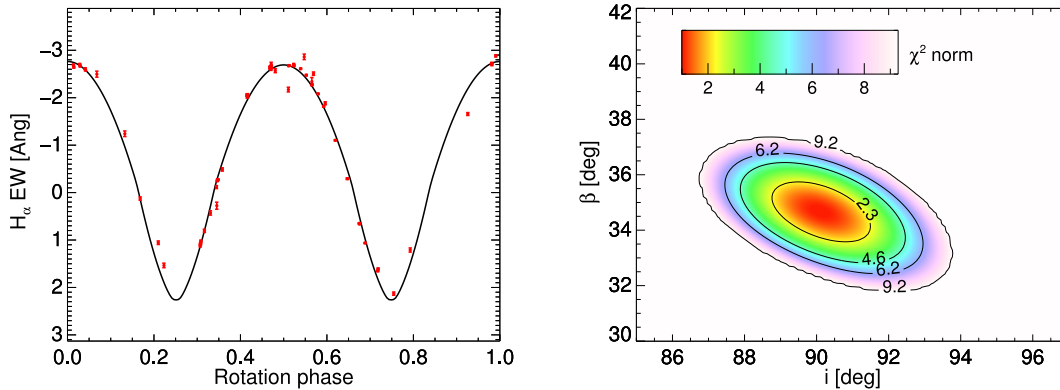 H_α EW [Ang]
−3
−2
−1
0
1
2
3
0.0 0.2 0.4 0.6 0.8 1.0
Rotation phase
β [deg]
42
40
38
36
34
32
30
2 4 6 8
χ² norm
9.2
6.2
2.3
4.6
6.2
9.2
86 88 90 92 94 96
i [deg]